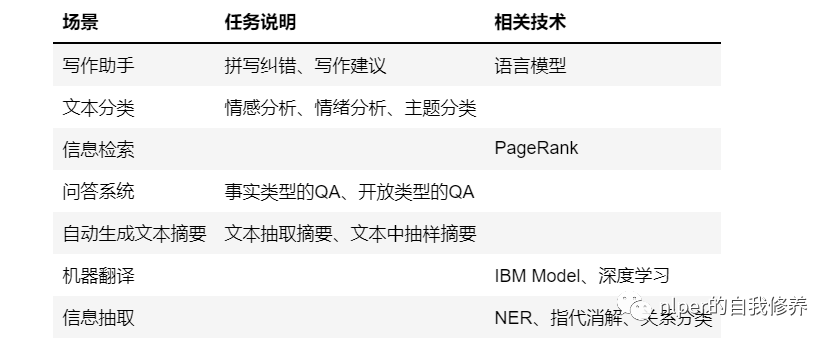 场景 任务说明 相关技术
写作助手 拼写纠错、写作建议 语言模型
文本分类 情感分析、情绪分析、主题分类
信息检索 PageRank
问答系统 事实类型的QA、开放类型的QA
自动生成文本摘要 文本抽取摘要、文本中抽样摘要
机器翻译 IBM Model、深度学习
信息抽取 NER、指代消解、关系分类
nlper的自我修养